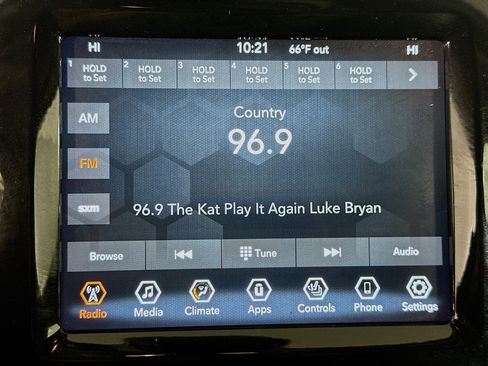 HI 10:21 66°F out HI
1 HOLD to Set 2 HOLD to Set 3 HOLD to Set 4 HOLD to Set 5 HOLD to Set 6 HOLD to Set
AM
Country
96.9
FM
sxm
96.9 The Kat Play It Again Luke Bryan
Browse Tune Audio
Radio Media Climate Apps Controls Phone Settings